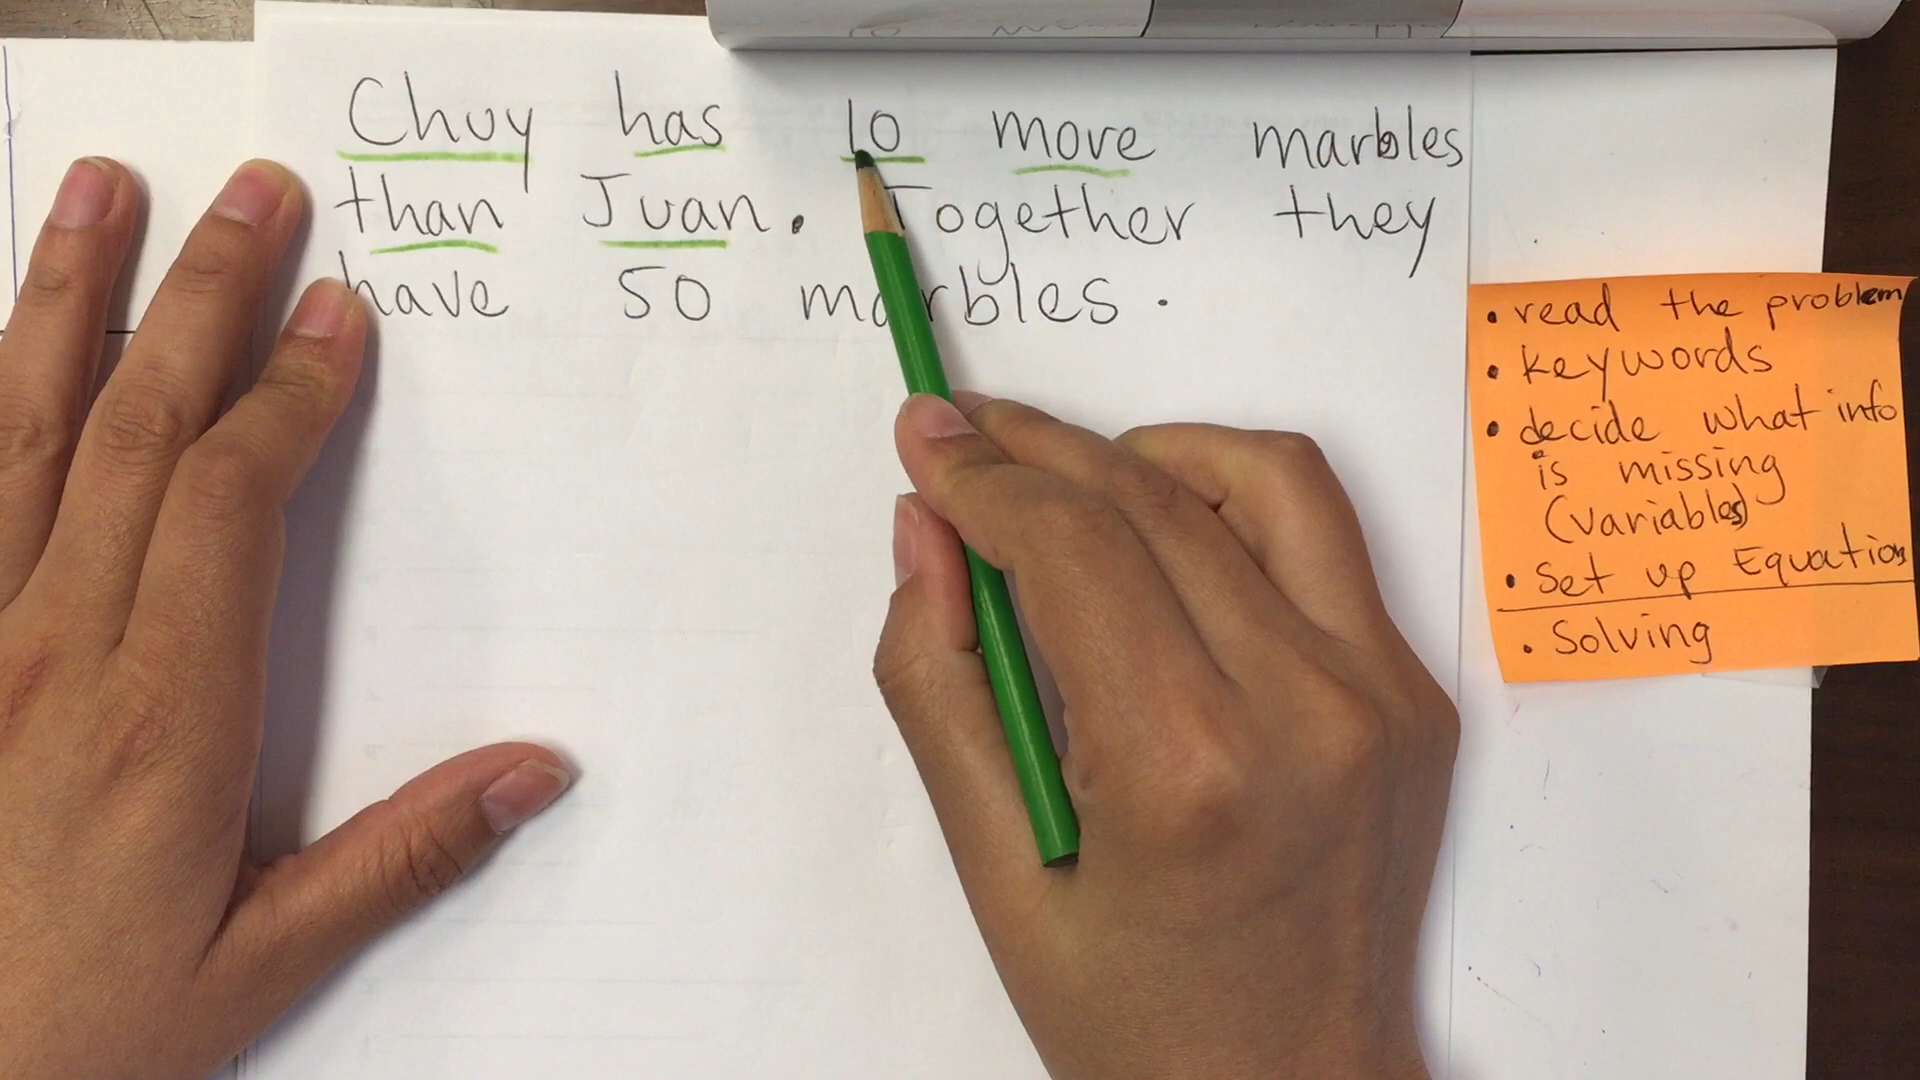 Chuy has 10 more marbles
than Juan. Together they
have 50 marbles.
• read the problem
• keywords
• decide what info
is missing
(variables)
• Set up Equation
• Solving